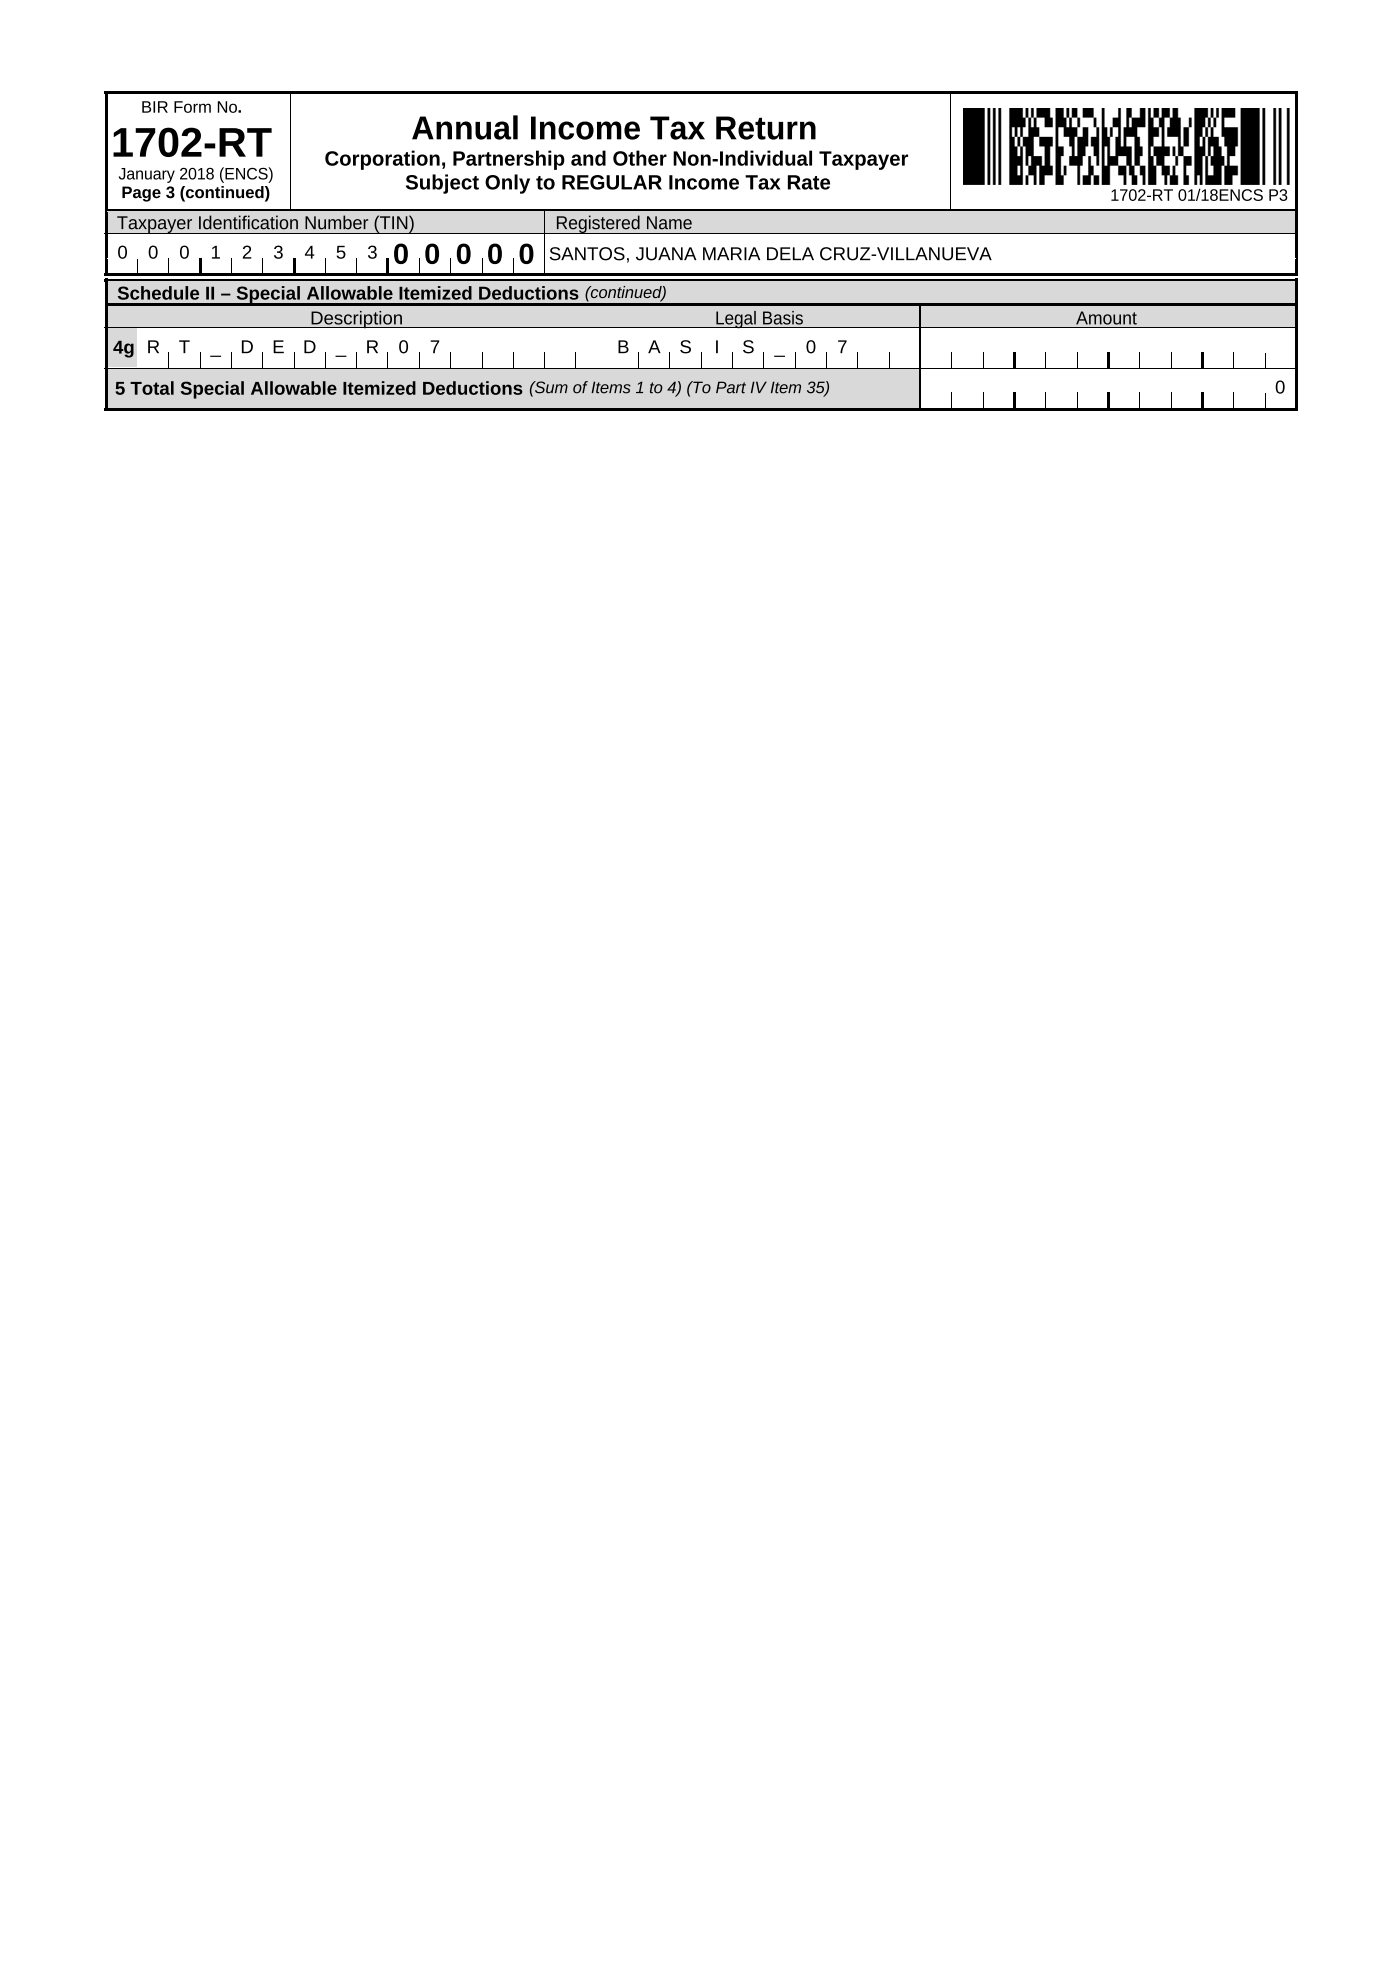 BIR Form No.
1702-RT
January 2018 (ENCS)
Page 3 (continued)
Annual Income Tax Return
Corporation, Partnership and Other Non-Individual Taxpayer
Subject Only to REGULAR Income Tax Rate
1702-RT 01/18ENCS P3
Taxpayer Identification Number (TIN) Registered Name
0 0 0 1 2 3 4 5 3 0 0 0 0 0 SANTOS, JUANA MARIA DELA CRUZ-VILLANUEVA
Schedule II – Special Allowable Itemized Deductions (continued)
Description Legal Basis Amount
4g R T _ D E D _ R 0 7 B A S I S _ 0 7
5 Total Special Allowable Itemized Deductions (Sum of Items 1 to 4) (To Part IV Item 35) 0